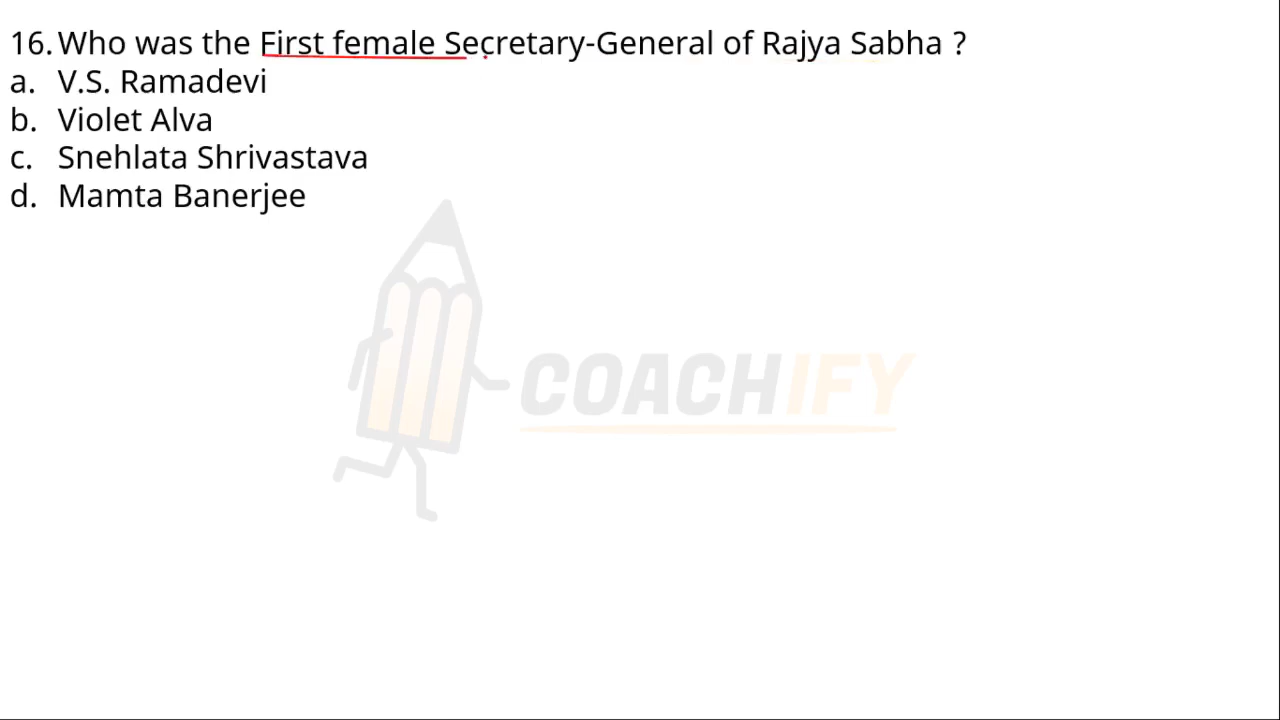 16. Who was the First female Secretary-General of Rajya Sabha ?
a. V.S. Ramadevi
b. Violet Alva
c. Snehlata Shrivastava
d. Mamta Banerjee
COACHIFY